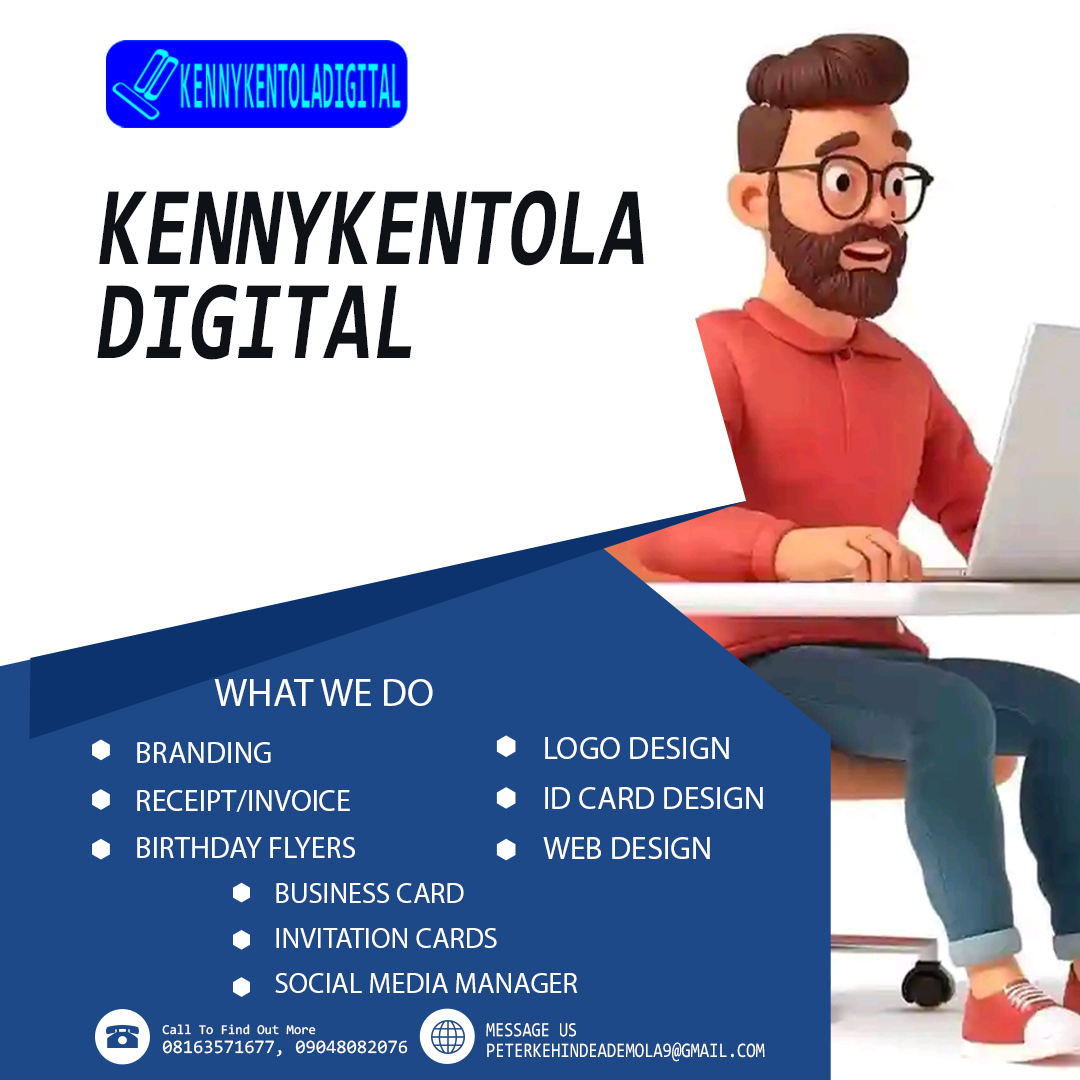 KENNYKENTOLADIGITAL
KENNYKENTOLA
DIGITAL
WHAT WE DO
BRANDING
RECEIPT/INVOICE
BIRTHDAY FLYERS
LOGO DESIGN
ID CARD DESIGN
WEB DESIGN
BUSINESS CARD
INVITATION CARDS
SOCIAL MEDIA MANAGER
Call To Find Out More
08163571677, 09048082076
MESSAGE US
PETERKEHINDEADEMOLA9@GMAIL.COM